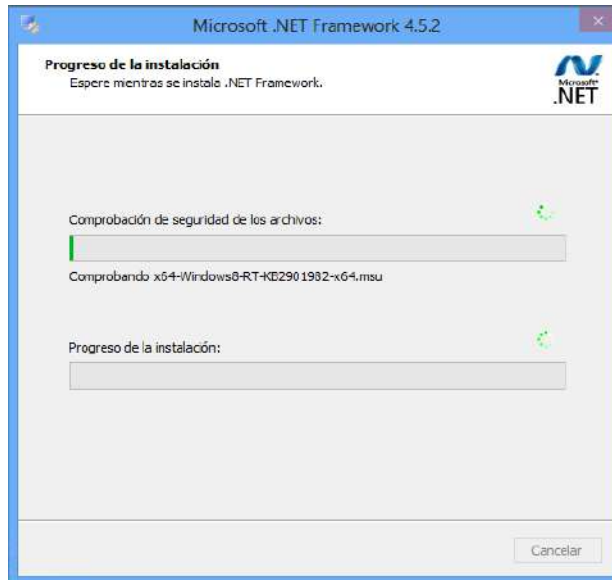 Microsoft .NET Framework 4.5.2
Progreso de la instalación
Espere mientras se instala .NET Framework.
Microsoft
.NET
Comprobación de seguridad de los archivos:
Comprobando x64-Windows8-RT-KB2901982-x64.msu
Progreso de la instalación:
Cancelar